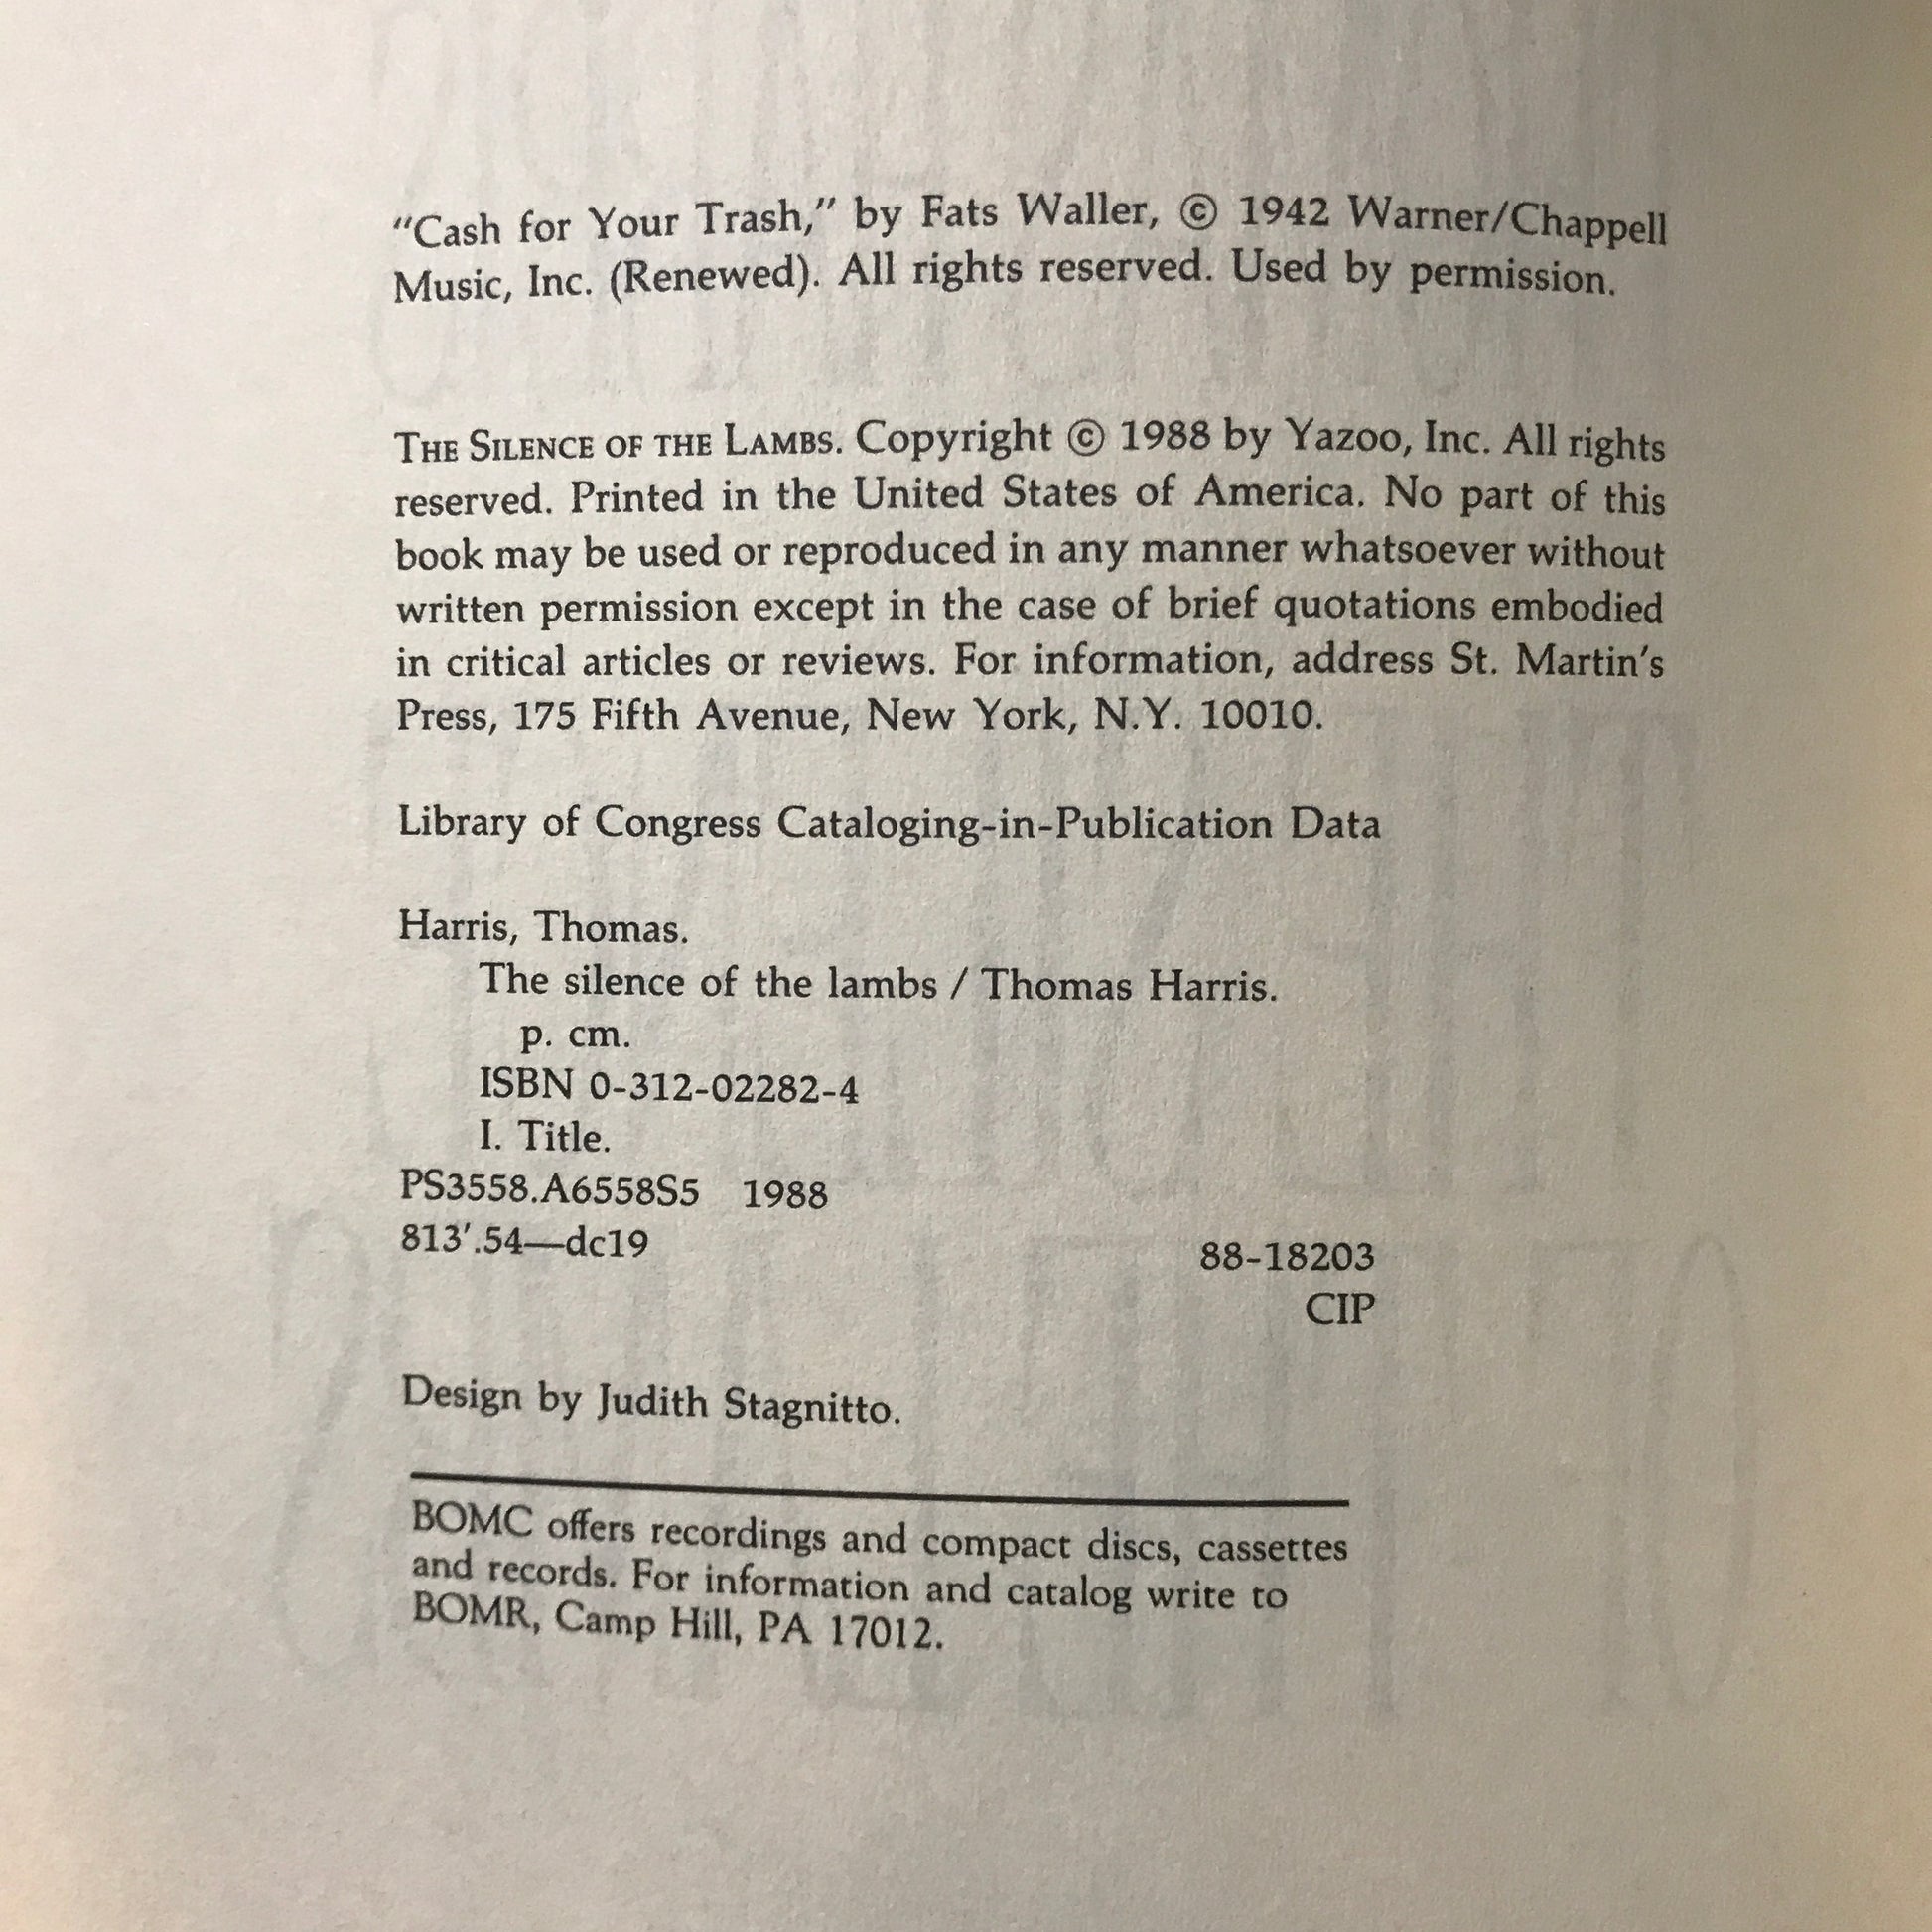 "Cash for Your Trash," by Fats Waller, © 1942 Warner/Chappell
Music, Inc. (Renewed). All rights reserved. Used by permission.
THE SILENCE OF THE LAMBS. Copyright © 1988 by Yazoo, Inc. All rights
reserved. Printed in the United States of America. No part of this
book may be used or reproduced in any manner whatsoever without
written permission except in the case of brief quotations embodied
in critical articles or reviews. For information, address St. Martin's
Press, 175 Fifth Avenue, New York, N.Y. 10010.
Library of Congress Cataloging-in-Publication Data
Harris, Thomas.
The silence of the lambs / Thomas Harris.
p. cm.
ISBN 0-312-02282-4
I. Title.
PS3558.A6558S5 1988
813'.54—dc19
88-18203
CIP
Design by Judith Stagnitto.
BOMC offers recordings and compact discs, cassettes
and records. For information and catalog write to
BOMR, Camp Hill, PA 17012.